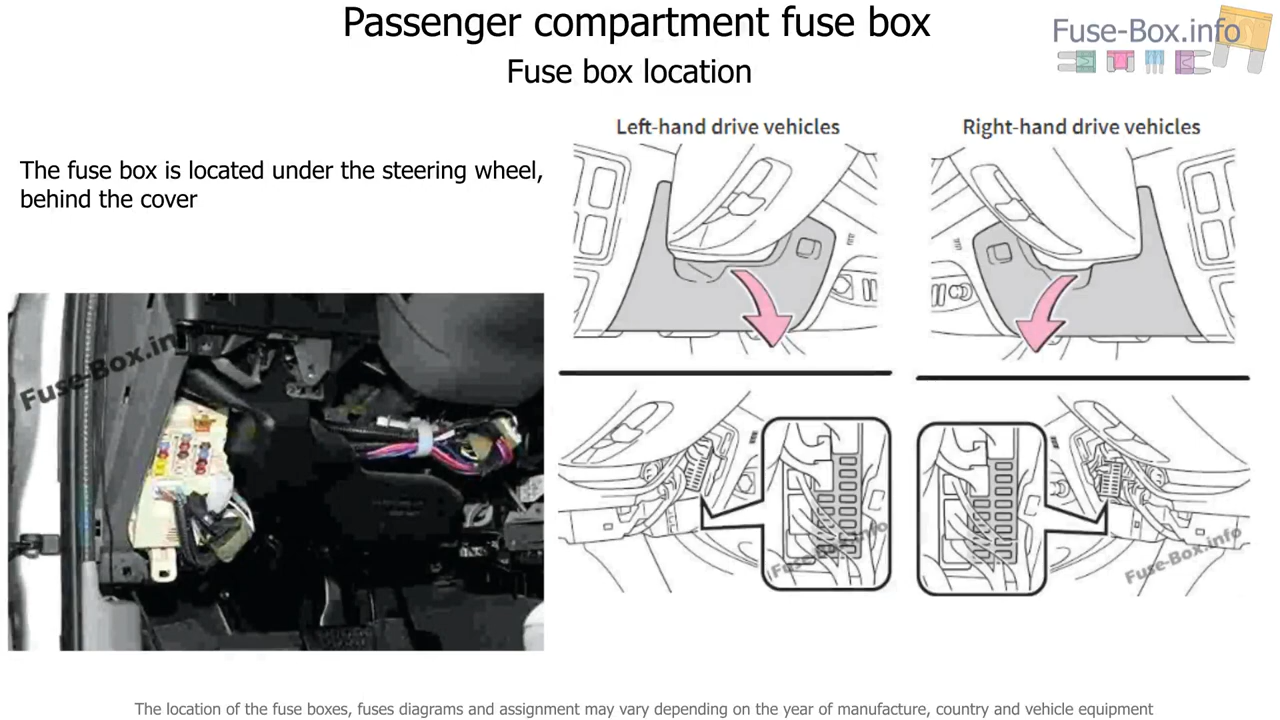 Passenger compartment fuse box
Fuse-Box.info
Fuse box location
Left-hand drive vehicles
Right-hand drive vehicles
The fuse box is located under the steering wheel,
behind the cover
Fuse-Box.in
Fuse-Box.info
Fuse-Box.info
The location of the fuse boxes, fuses diagrams and assignment may vary depending on the year of manufacture, country and vehicle equipment